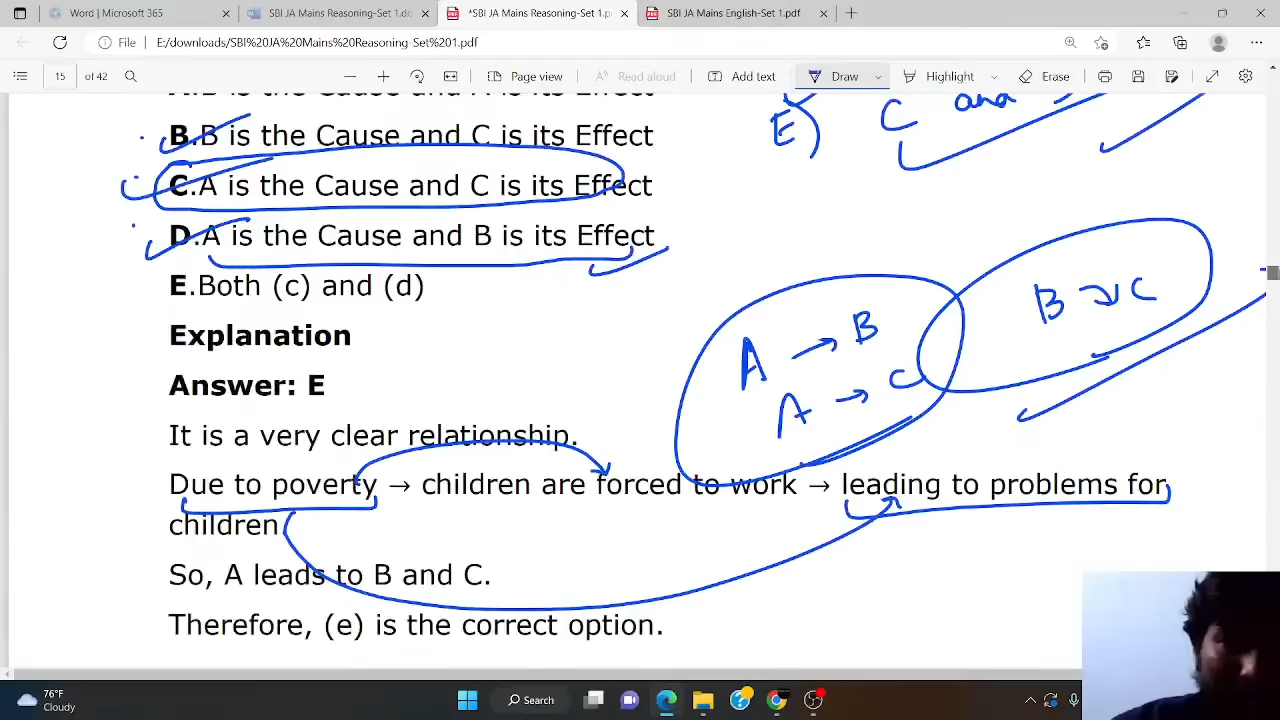 Word | Microsoft 365
SBI JA Mains Reasoning-Set 1.do
*SBI JA Mains Reasoning-Set 1.p
SBI JA Mains English-Set 1.pdf
File E:/downloads/SBI%20JA%20Mains%20Reasoning-Set%201.pdf
15 of 42 Page view Read aloud Add text Draw Highlight Erase
B.B is the Cause and C is its Effect
C.A is the Cause and C is its Effect
D.A is the Cause and B is its Effect
E.Both (c) and (d)
Explanation
Answer: E
It is a very clear relationship.
Due to poverty → children are forced to work → leading to problems for
children
So, A leads to B and C.
Therefore, (e) is the correct option.
E) C and
A → B
A → C
B → C
76°F
Cloudy
Search